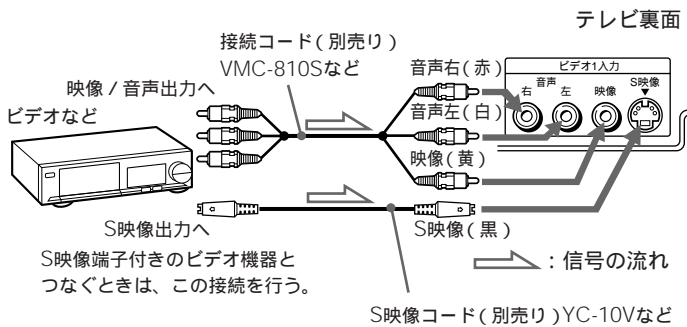 テレビ裏面
接続コード(別売り)
VMC-810Sなど
映像/音声出力へ
ビデオなど
音声右(赤)
音声左(白)
映像(黄)
ビデオ1入力
音声
右
左
映像
S映像
S映像出力へ
S映像(黒)
S映像端子付きのビデオ機器と
つなぐときは、この接続を行う。
:信号の流れ
S映像コード(別売り)YC-10Vなど